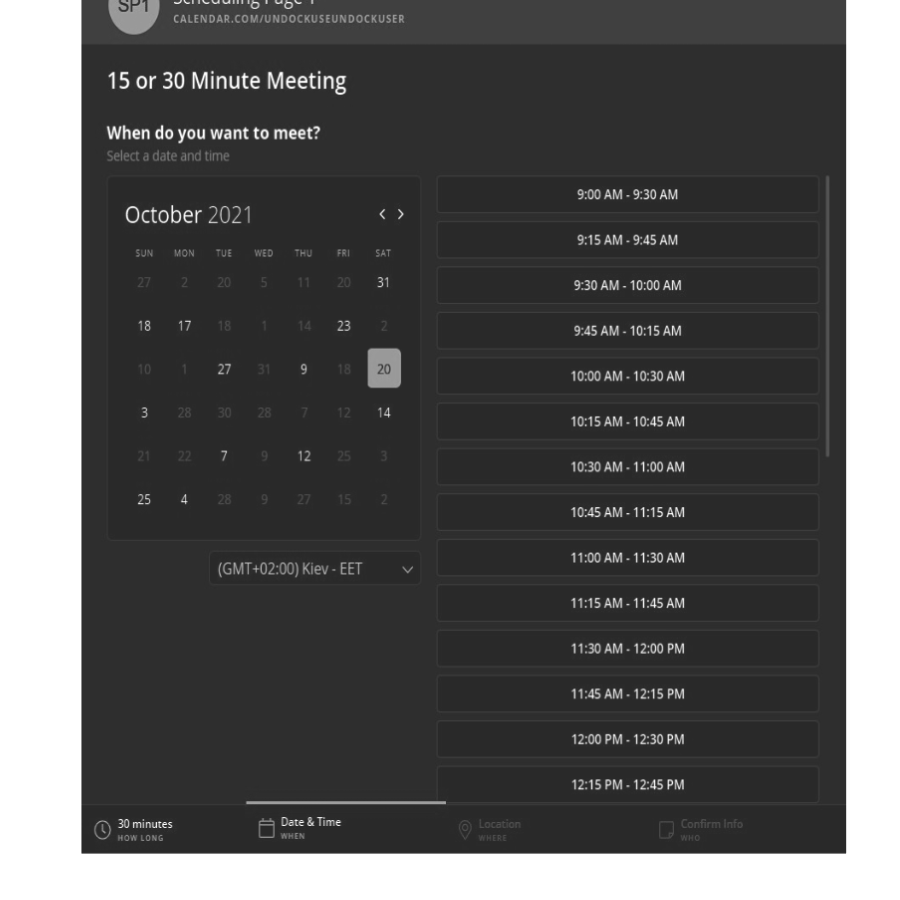 SP1
Scheduling Page 1
CALENDAR.COM/UNDOCKUSEUNDOCKUSER
15 or 30 Minute Meeting
When do you want to meet?
Select a date and time
October 2021 < >
SUN MON TUE WED THU FRI SAT
27 2 20 5 11 20 31
18 17 18 1 14 23 2
10 1 27 31 9 18 20
3 28 30 28 7 12 14
21 22 7 9 12 25 3
25 4 28 9 27 15 2
(GMT+02:00) Kiev - EET
9:00 AM - 9:30 AM
9:15 AM - 9:45 AM
9:30 AM - 10:00 AM
9:45 AM - 10:15 AM
10:00 AM - 10:30 AM
10:15 AM - 10:45 AM
10:30 AM - 11:00 AM
10:45 AM - 11:15 AM
11:00 AM - 11:30 AM
11:15 AM - 11:45 AM
11:30 AM - 12:00 PM
11:45 AM - 12:15 PM
12:00 PM - 12:30 PM
12:15 PM - 12:45 PM
30 minutes
HOW LONG
Date & Time
WHEN
Location
WHERE
Confirm Info
WHO